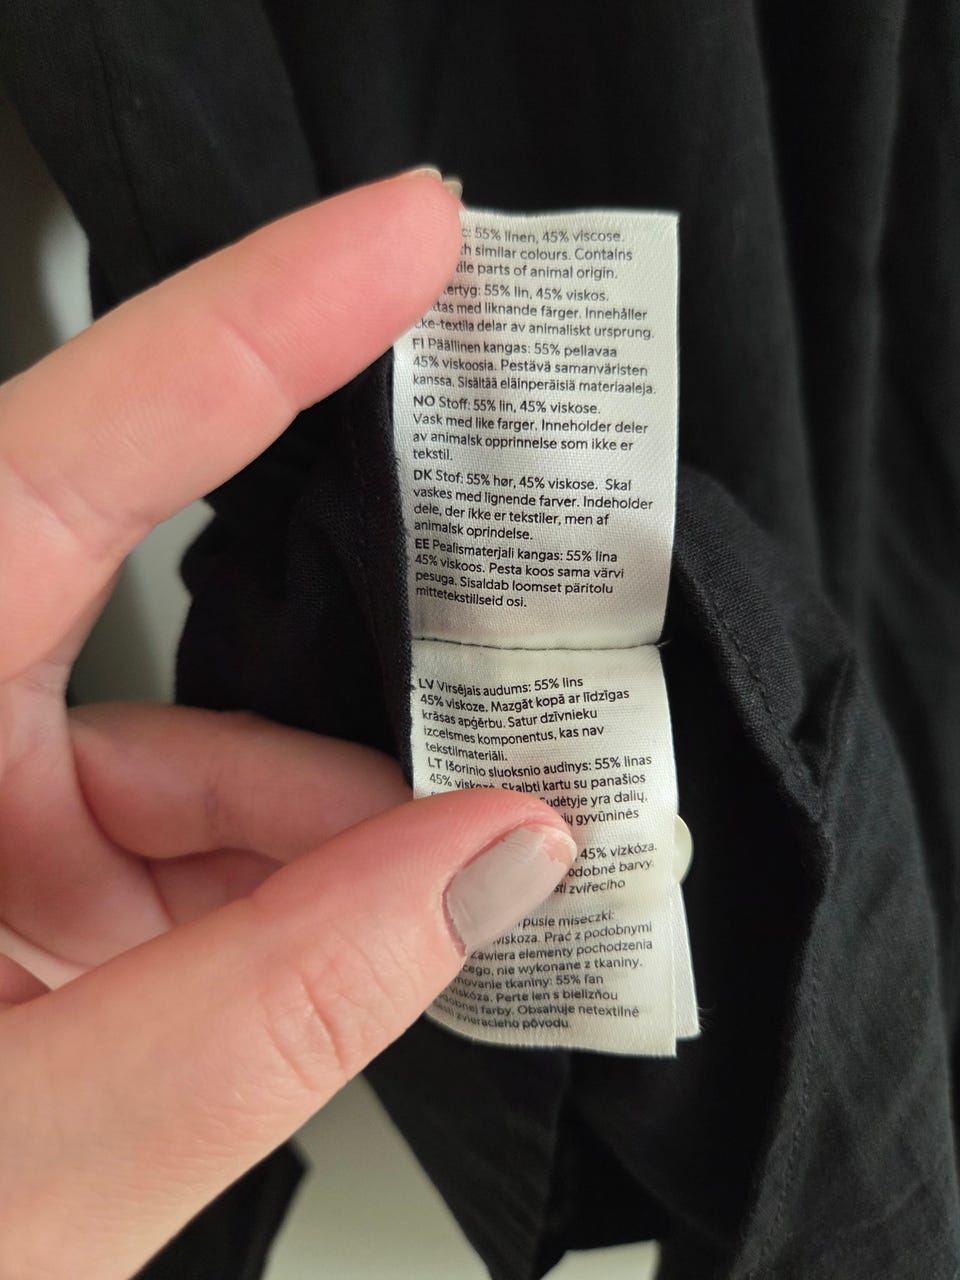 55% linen, 45% viscose.
similar colours. Contains
parts of animal origin.
55% lin, 45% viskos.
med liknande färger. Innehåller
delar av animaliskt ursprung.
FI Päällinen kangas: 55% pellavaa
45% viskoosia. Pestävä samanväristen
kanssa. Sisältää eläinperäisiä materiaaleja.
NO Stoff: 55% lin, 45% viskose.
Vask med like farger. Inneholder deler
av animalsk opprinnelse som ikke er
tekstil.
DK Stof: 55% hør, 45% viskose. Skal
vaskes med lignende farver. Indeholder
dele, der ikke er tekstiler, men af
animalsk oprindelse.
EE Pealismaterjali kangas: 55% lina
45% viskoos. Pesta koos sama värvi
pesuga. Sisaldab loomset päritolu
mittetekstiilseid osi.
LV Virsējais audums: 55% lins
45% viskoze. Mazgāt kopā ar līdzīgas
krāsas apģērbu. Satur dzīvnieku
izcelsmes komponentus, kas nav
tekstilmateriāli.
LT Išorinio sluoksnio audinys: 55% linas
45% Skalbti kartu su panašios
yra dalių,
gyvūninės
45% vizkóza.
barvy.
zvířecího
miseczki:
Prać z podobnymi
elementy pochodzenia
nie wykonane z tkaniny.
tkaniny: 55% ľan
Perte len s bielizňou
farby. Obsahuje netextilné
pôvodu.